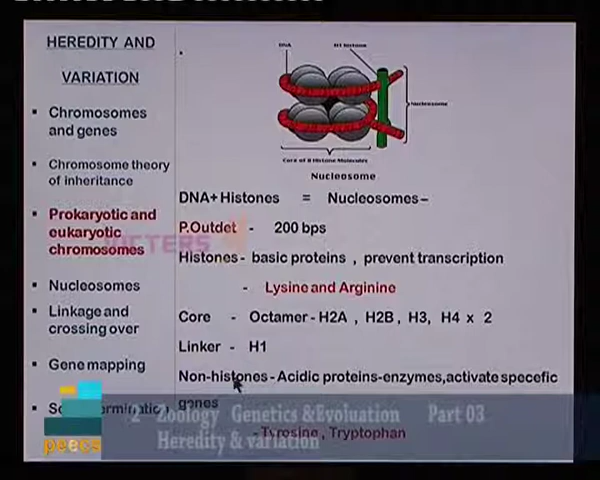 HEREDITY AND
VARIATION
▪ Chromosomes
and genes
▪ Chromosome theory
of inheritance
▪ Prokaryotic and
eukaryotic
chromosomes
▪ Nucleosomes
▪ Linkage and
crossing over
▪ Gene mapping
DNA
H1 histone
Nucleosome
Core of 8 Histone Molecules
Nucleosome
DNA+Histones = Nucleosomes–
P.Outdet - 200 bps
VICTERS
Histones - basic proteins , prevent transcription
- Lysine and Arginine
Core - Octamer - H2A , H2B , H3, H4 x 2
Linker - H1
Non-histones - Acidic proteins-enzymes,activate specefic
genes
- Tyrosine , Tryptophan
2 Zoology Genetics &Evoluation Part 03
Heredity & variation
peecs